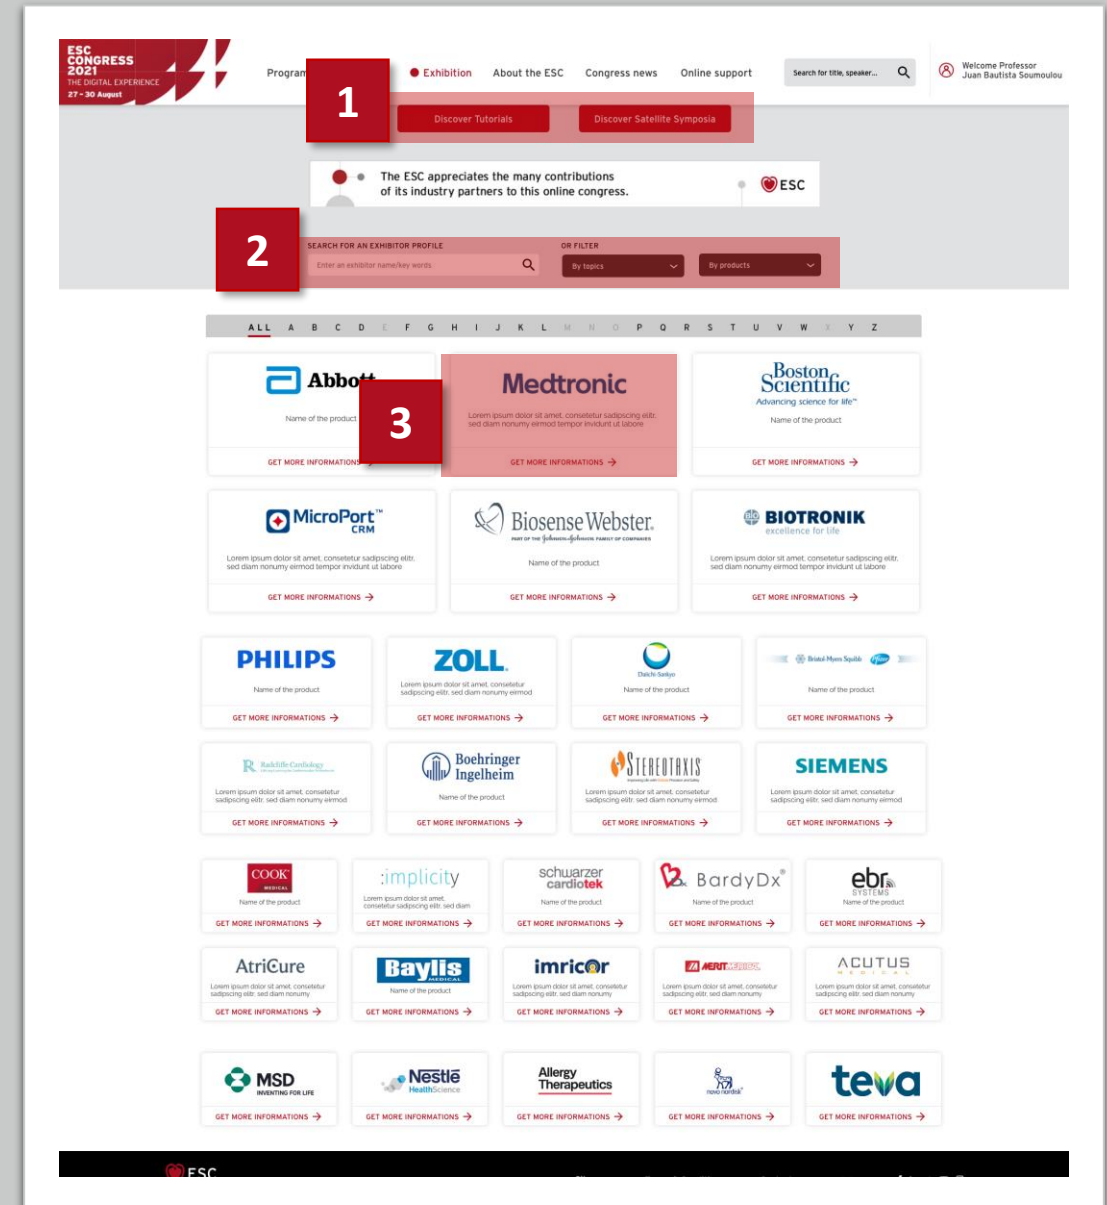 ESC
CONGRESS
2021
THE DIGITAL EXPERIENCE
27 - 30 August
Exhibition About the ESC Congress news Online support
Search for title, speaker...
Welcome Professor
Juan Bautista Soumoulou
1
Discover Tutorials Discover Satellite Symposia
The ESC appreciates the many contributions
of its industry partners to this online congress.
ESC
2
SEARCH FOR AN EXHIBITOR PROFILE OR FILTER
Enter an exhibitor name/key words By topics By products
ALL A B C D E F G H I J K L M N O P Q R S T U V W X Y Z
Abbott Medtronic Boston
Scientific
Advancing science for life™
3
Name of the product Lorem ipsum dolor sit amet, consetetur sadipscing elitr,
sed diam nonumy eirmod tempor invidunt ut labore Name of the product
GET MORE INFORMATIONS → GET MORE INFORMATIONS → GET MORE INFORMATIONS →
MicroPort™
CRM
Biosense Webster.
PART OF THE Johnson & Johnson FAMILY OF COMPANIES
BIO BIOTRONIK
excellence for life
Lorem ipsum dolor sit amet, consetetur sadipscing elitr,
sed diam nonumy eirmod tempor invidunt ut labore
Name of the product
Lorem ipsum dolor sit amet, consetetur sadipscing elitr,
sed diam nonumy eirmod tempor invidunt ut labore
GET MORE INFORMATIONS → GET MORE INFORMATIONS → GET MORE INFORMATIONS →
PHILIPS ZOLL. Daiichi-Sankyo Bristol-Myers Squibb Pfizer
Name of the product
Lorem ipsum dolor sit amet, consetetur
sadipscing elitr, sed diam nonumy eirmod
Name of the product Name of the product
GET MORE INFORMATIONS → GET MORE INFORMATIONS → GET MORE INFORMATIONS → GET MORE INFORMATIONS →
R Radcliffe Cardiology
Boehringer
Ingelheim
STEREOTAXIS
SIEMENS
Lorem ipsum dolor sit amet, consetetur
sadipscing elitr, sed diam nonumy eirmod
Name of the product
Lorem ipsum dolor sit amet, consetetur
sadipscing elitr, sed diam nonumy eirmod
Lorem ipsum dolor sit amet, consetetur
sadipscing elitr, sed diam nonumy eirmod
GET MORE INFORMATIONS → GET MORE INFORMATIONS → GET MORE INFORMATIONS → GET MORE INFORMATIONS →
COOK
MEDICAL
:implicity
schwarzer
cardiotek
BardyDx®
ebr
SYSTEMS
Name of the product
Lorem ipsum dolor sit amet,
consetetur sadipscing elitr, sed diam
Name of the product Name of the product Name of the product
GET MORE INFORMATIONS → GET MORE INFORMATIONS → GET MORE INFORMATIONS → GET MORE INFORMATIONS → GET MORE INFORMATIONS →
AtriCure
Baylis
MEDICAL
imricor
MERIT MEDICAL
ACUTUS
MEDICAL
Lorem ipsum dolor sit amet, consetetur
sadipscing elitr, sed diam nonumy
Name of the product
Lorem ipsum dolor sit amet, consetetur
sadipscing elitr, sed diam nonumy
Lorem ipsum dolor sit amet, consetetur
sadipscing elitr, sed diam nonumy
Lorem ipsum dolor sit amet, consetetur
sadipscing elitr, sed diam nonumy
GET MORE INFORMATIONS → GET MORE INFORMATIONS → GET MORE INFORMATIONS → GET MORE INFORMATIONS → GET MORE INFORMATIONS →
MSD
INVENTING FOR LIFE
Nestlé
HealthScience
Allergy
Therapeutics
novo nordisk®
teva
GET MORE INFORMATIONS → GET MORE INFORMATIONS → GET MORE INFORMATIONS → GET MORE INFORMATIONS → GET MORE INFORMATIONS →
ESC